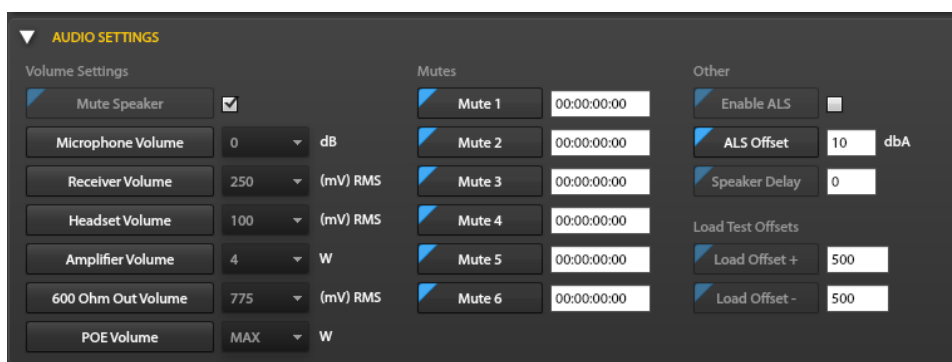 AUDIO SETTINGS
Volume Settings
Mute Speaker
Microphone Volume 0 dB
Receiver Volume 250 (mV) RMS
Headset Volume 100 (mV) RMS
Amplifier Volume 4 W
600 Ohm Out Volume 775 (mV) RMS
POE Volume MAX W
Mutes
Mute 1 00:00:00:00
Mute 2 00:00:00:00
Mute 3 00:00:00:00
Mute 4 00:00:00:00
Mute 5 00:00:00:00
Mute 6 00:00:00:00
Other
Enable ALS
ALS Offset 10 dbA
Speaker Delay 0
Load Test Offsets
Load Offset + 500
Load Offset - 500